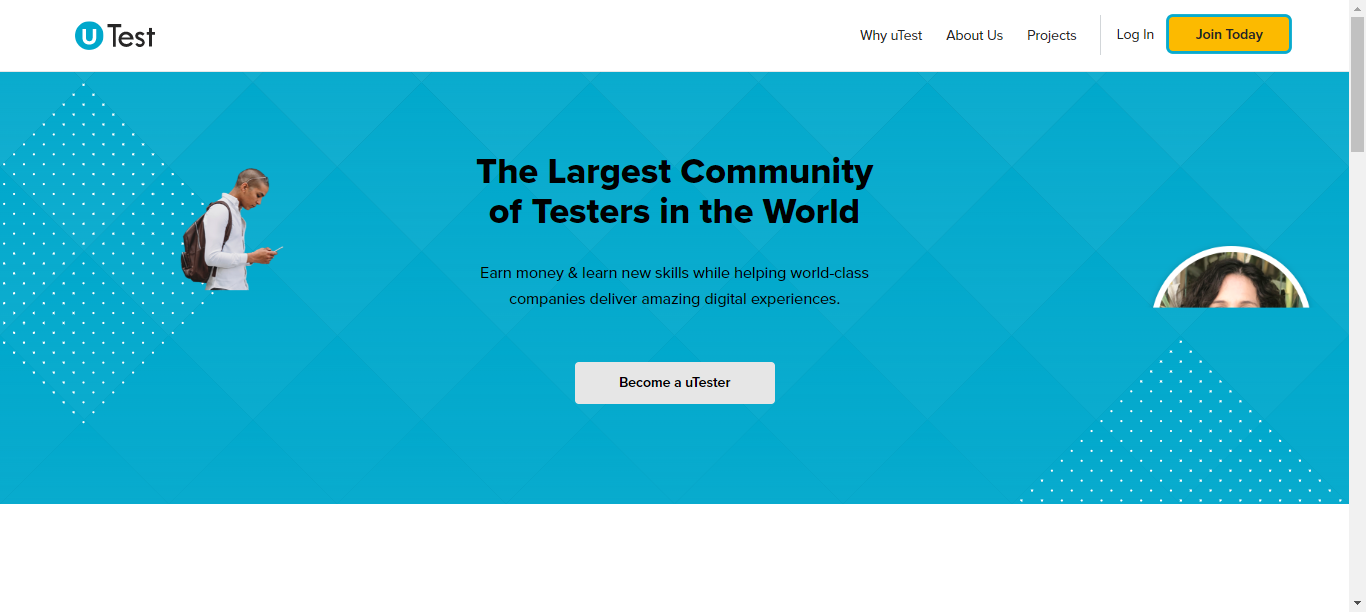 uTest
Why uTest
About Us
Projects
Log In
Join Today
The Largest Community
of Testers in the World
Earn money & learn new skills while helping world-class
companies deliver amazing digital experiences.
Become a uTester